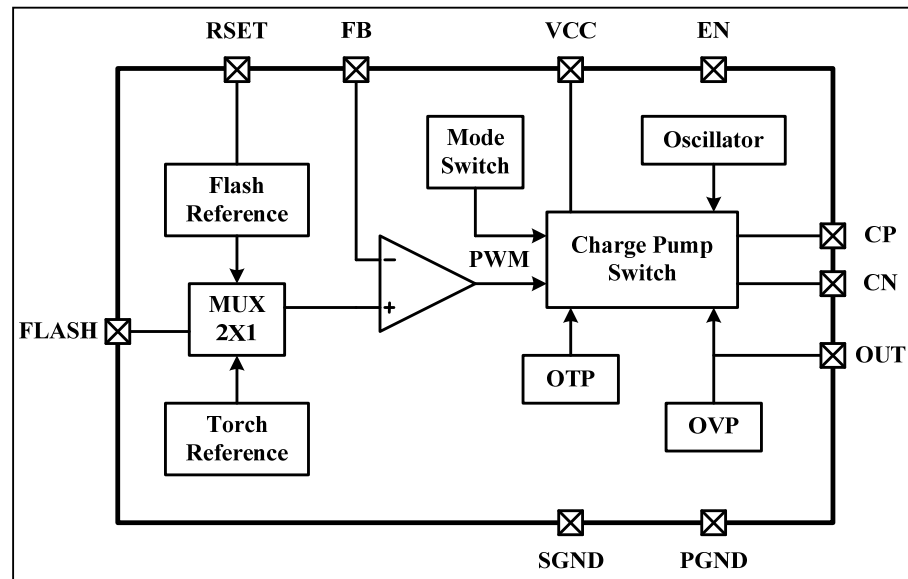 RSET
FB
VCC
EN
Mode
Switch
Oscillator
Flash
Reference
PWM
Charge Pump
Switch
CP
CN
−
+
MUX
2X1
FLASH
OUT
OTP
OVP
Torch
Reference
SGND
PGND